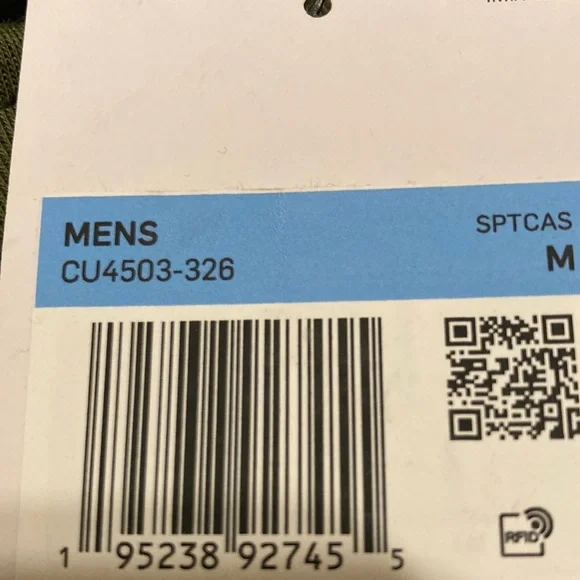 MENS
SPTCAS
CU4503-326
M
RFID
1 95238 92745 5